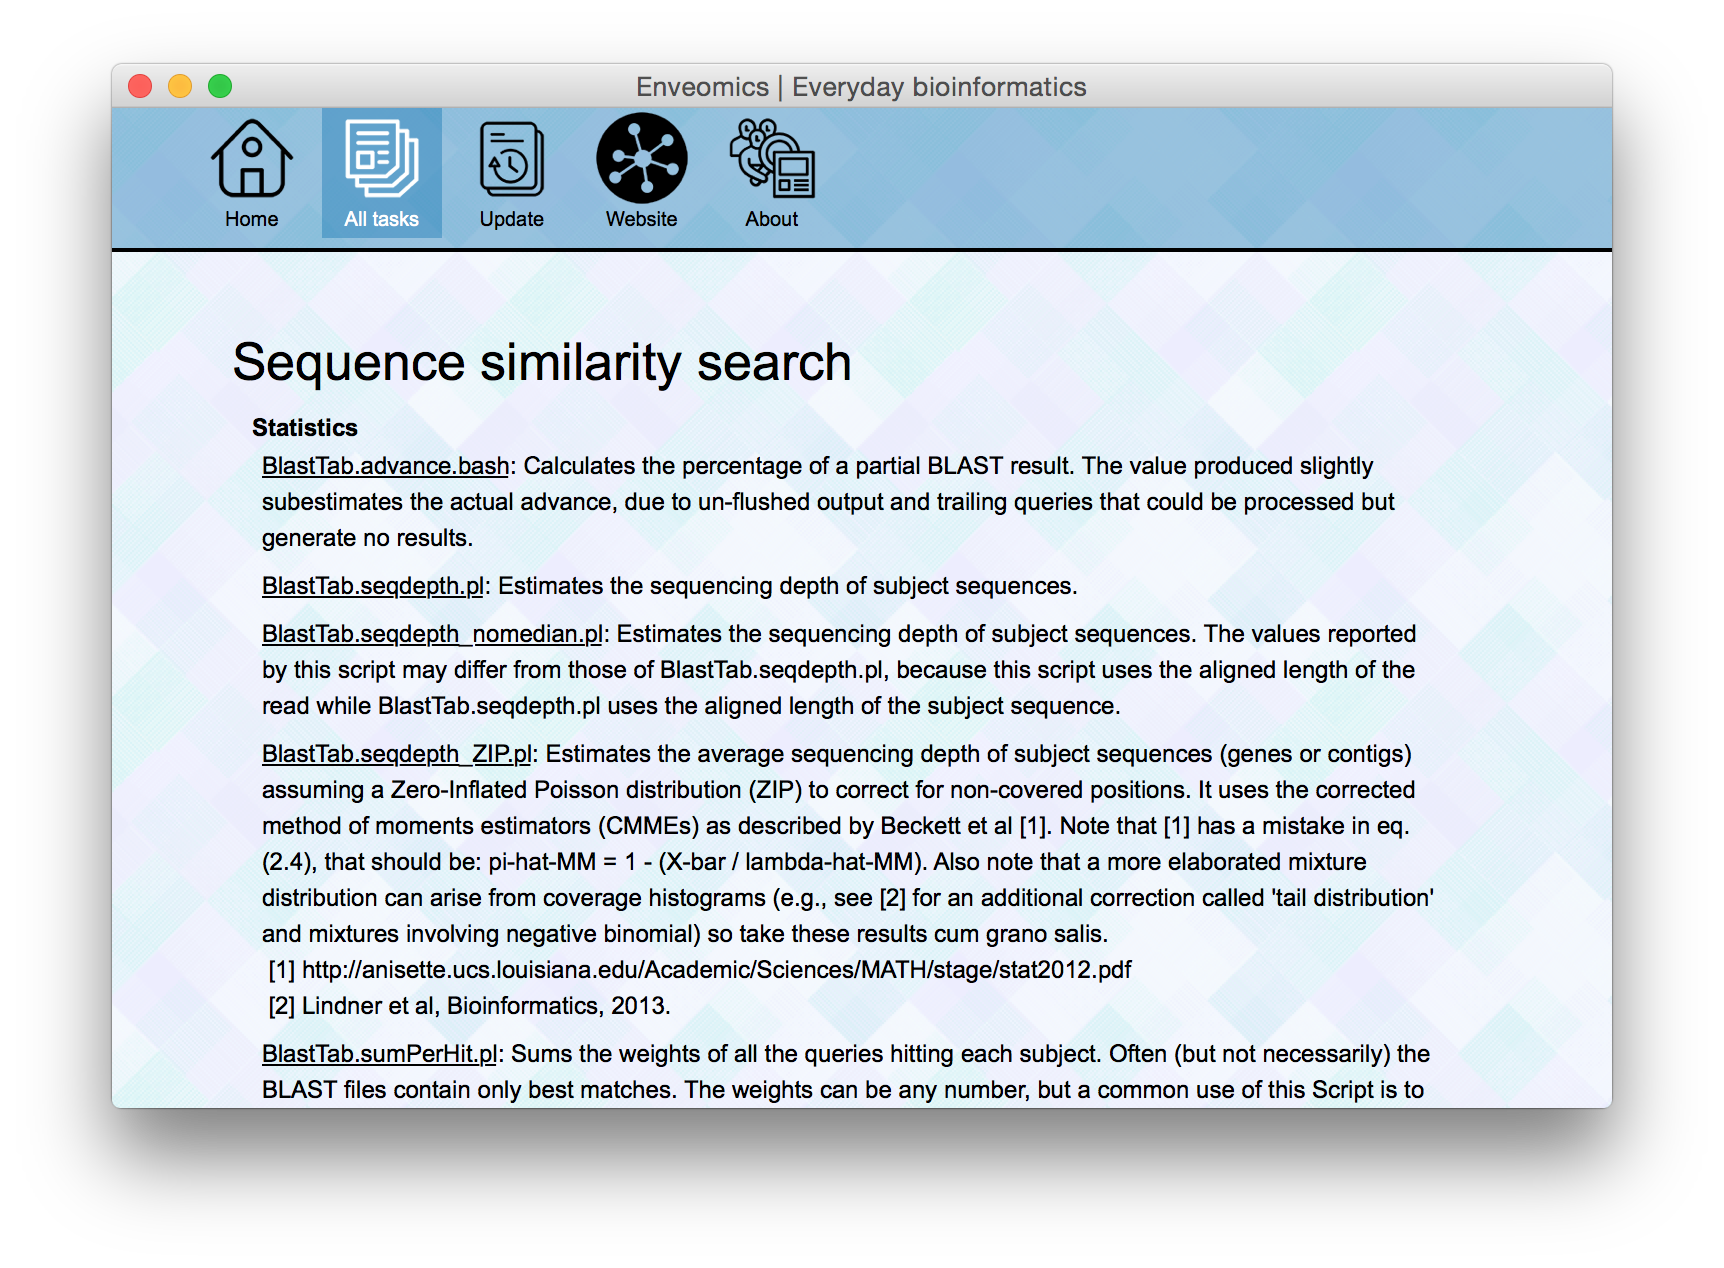 Enveomics | Everyday bioinformatics
Home
All tasks
Update
Website
About
Sequence similarity search
Statistics
BlastTab.advance.bash: Calculates the percentage of a partial BLAST result. The value produced slightly
subestimates the actual advance, due to un-flushed output and trailing queries that could be processed but
generate no results.
BlastTab.seqdepth.pl: Estimates the sequencing depth of subject sequences.
BlastTab.seqdepth_nomedian.pl: Estimates the sequencing depth of subject sequences. The values reported
by this script may differ from those of BlastTab.seqdepth.pl, because this script uses the aligned length of the
read while BlastTab.seqdepth.pl uses the aligned length of the subject sequence.
BlastTab.seqdepth_ZIP.pl: Estimates the average sequencing depth of subject sequences (genes or contigs)
assuming a Zero-Inflated Poisson distribution (ZIP) to correct for non-covered positions. It uses the corrected
method of moments estimators (CMMEs) as described by Beckett et al [1]. Note that [1] has a mistake in eq.
(2.4), that should be: pi-hat-MM = 1 - (X-bar / lambda-hat-MM). Also note that a more elaborated mixture
distribution can arise from coverage histograms (e.g., see [2] for an additional correction called 'tail distribution'
and mixtures involving negative binomial) so take these results cum grano salis.
[1] http://anisette.ucs.louisiana.edu/Academic/Sciences/MATH/stage/stat2012.pdf
[2] Lindner et al, Bioinformatics, 2013.
BlastTab.sumPerHit.pl: Sums the weights of all the queries hitting each subject. Often (but not necessarily) the
BLAST files contain only best matches. The weights can be any number, but a common use of this Script is to